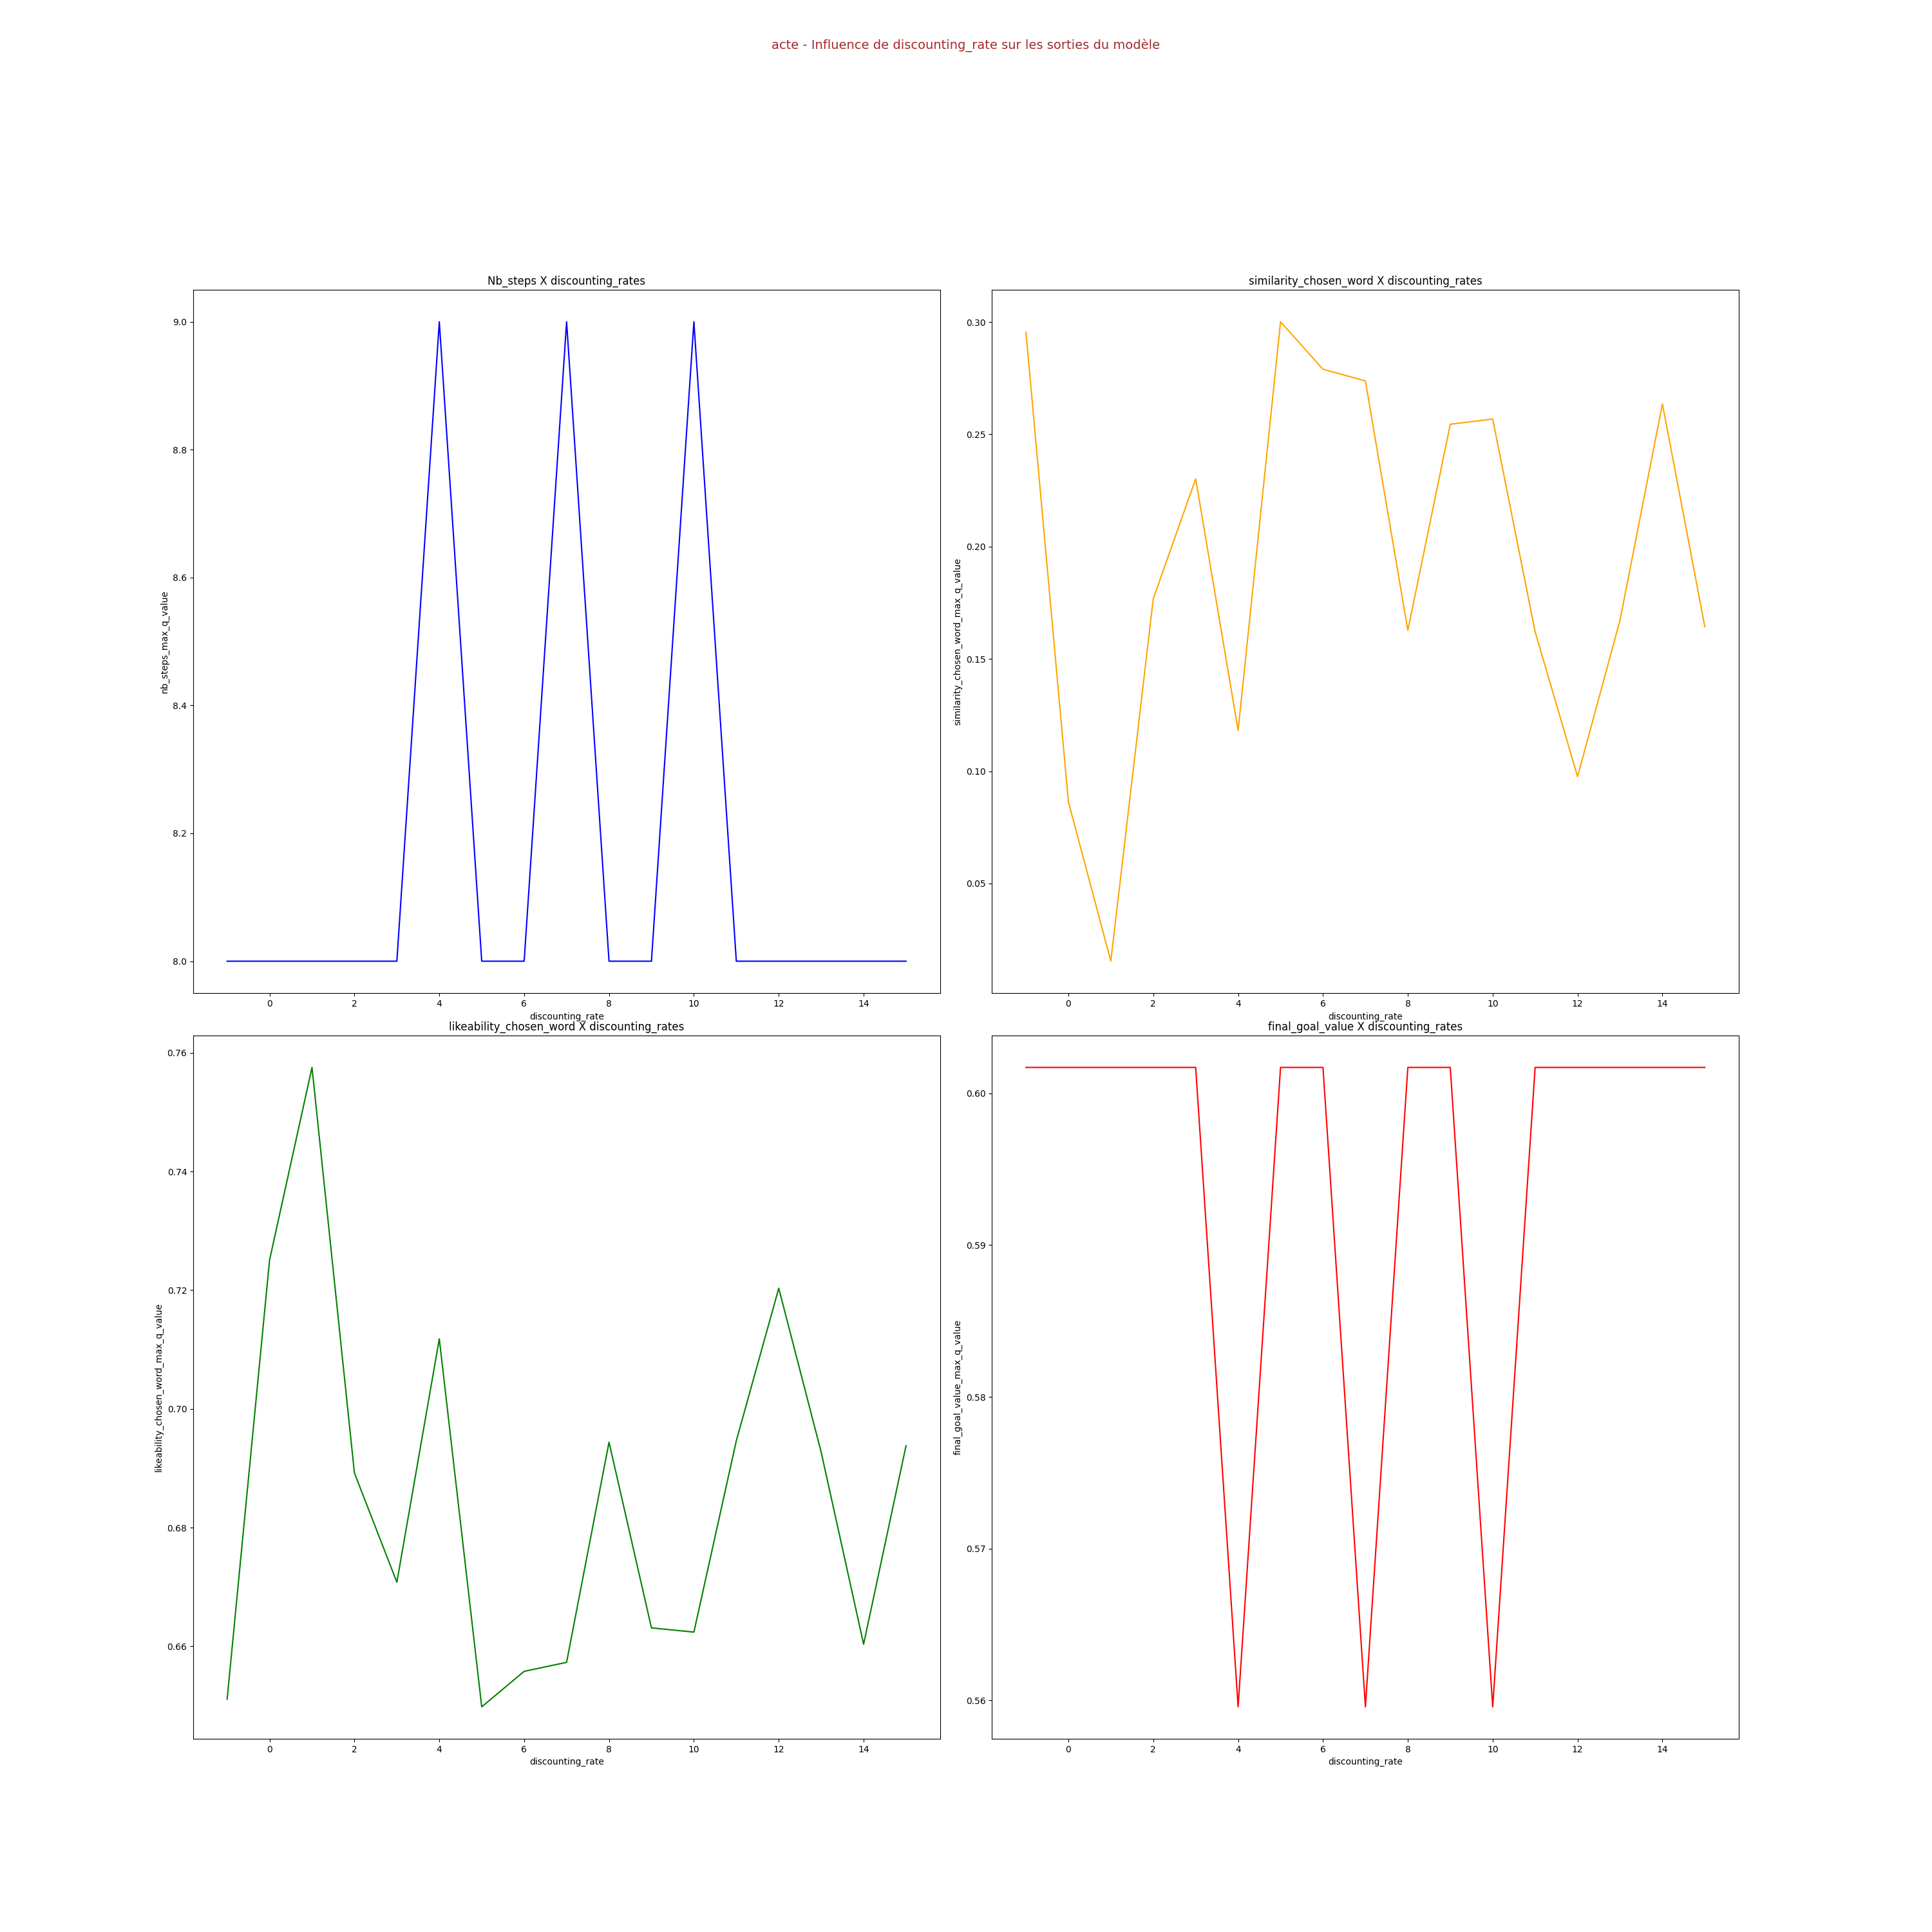 acte - Influence de discounting_rate sur les sorties du modèle
Nb_steps X discounting_rates
9.0
8.8
8.6
8.4
8.2
8.0
nb_steps_max_q_value
0 2 4 6 8 10 12 14
discounting_rate
similarity_chosen_word X discounting_rates
0.30
0.25
0.20
0.15
0.10
0.05
similarity_chosen_word_max_q_value
0 2 4 6 8 10 12 14
discounting_rate
likeability_chosen_word X discounting_rates
0.76
0.74
0.72
0.70
0.68
0.66
likeability_chosen_word_max_q_value
0 2 4 6 8 10 12 14
discounting_rate
final_goal_value X discounting_rates
0.60
0.59
0.58
0.57
0.56
final_goal_value_max_q_value
0 2 4 6 8 10 12 14
discounting_rate